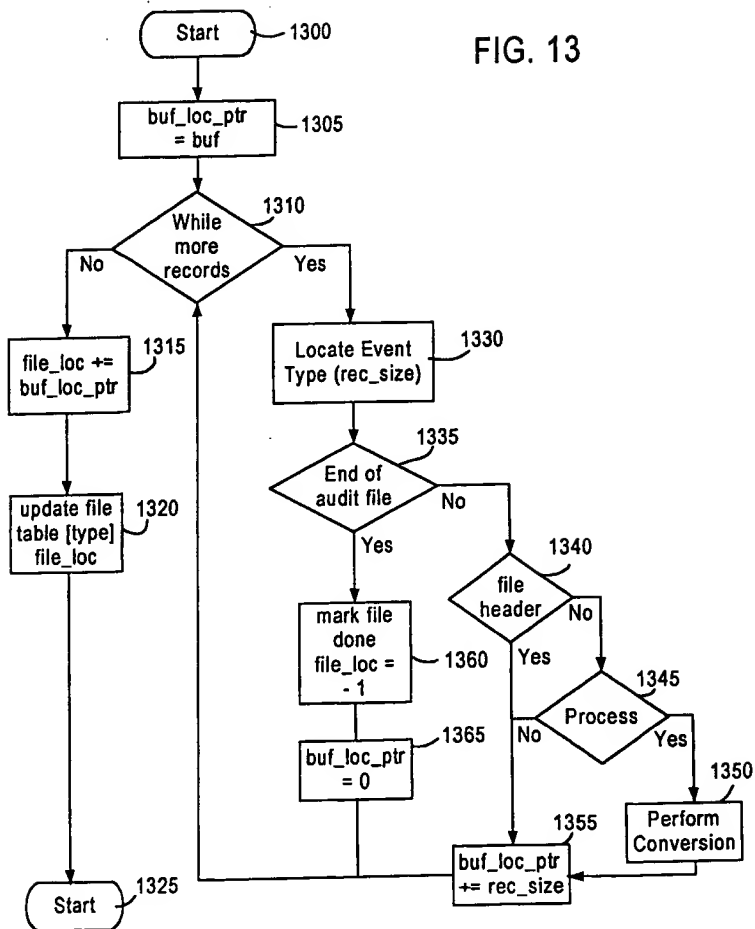 Start
1300
FIG. 13
buf_loc_ptr
= buf
1305
While
more
records
1310
No
Yes
file_loc +=
buf_loc_ptr
1315
Locate Event
Type (rec_size)
1330
End of
audit file
1335
No
Yes
update file
table [type]
file_loc
1320
file
header
1340
No
Yes
mark file
done
file_loc =
- 1
1360
Process
1345
No
Yes
buf_loc_ptr
= 0
1365
Perform
Conversion
1350
buf_loc_ptr
+= rec_size
1355
Start
1325